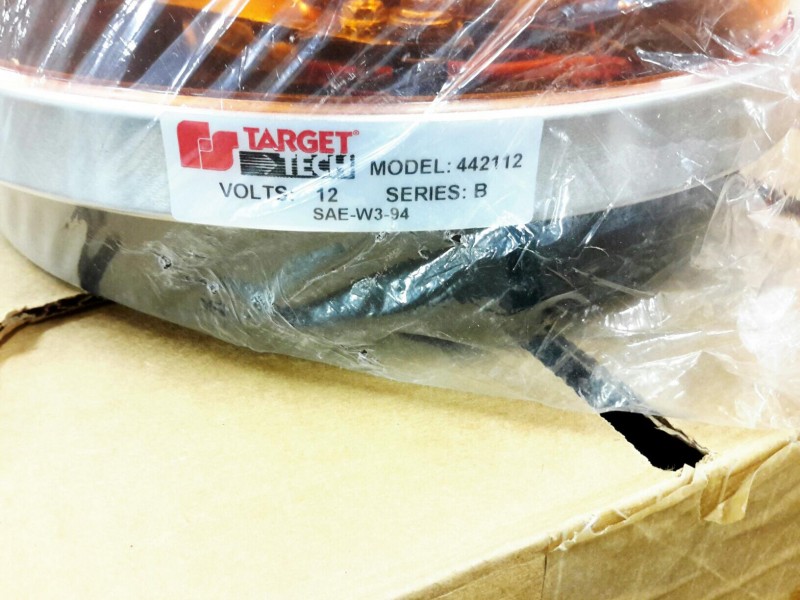 TARGET®
TECH MODEL: 442112
VOLTS: 12 SERIES: B
SAE-W3-94